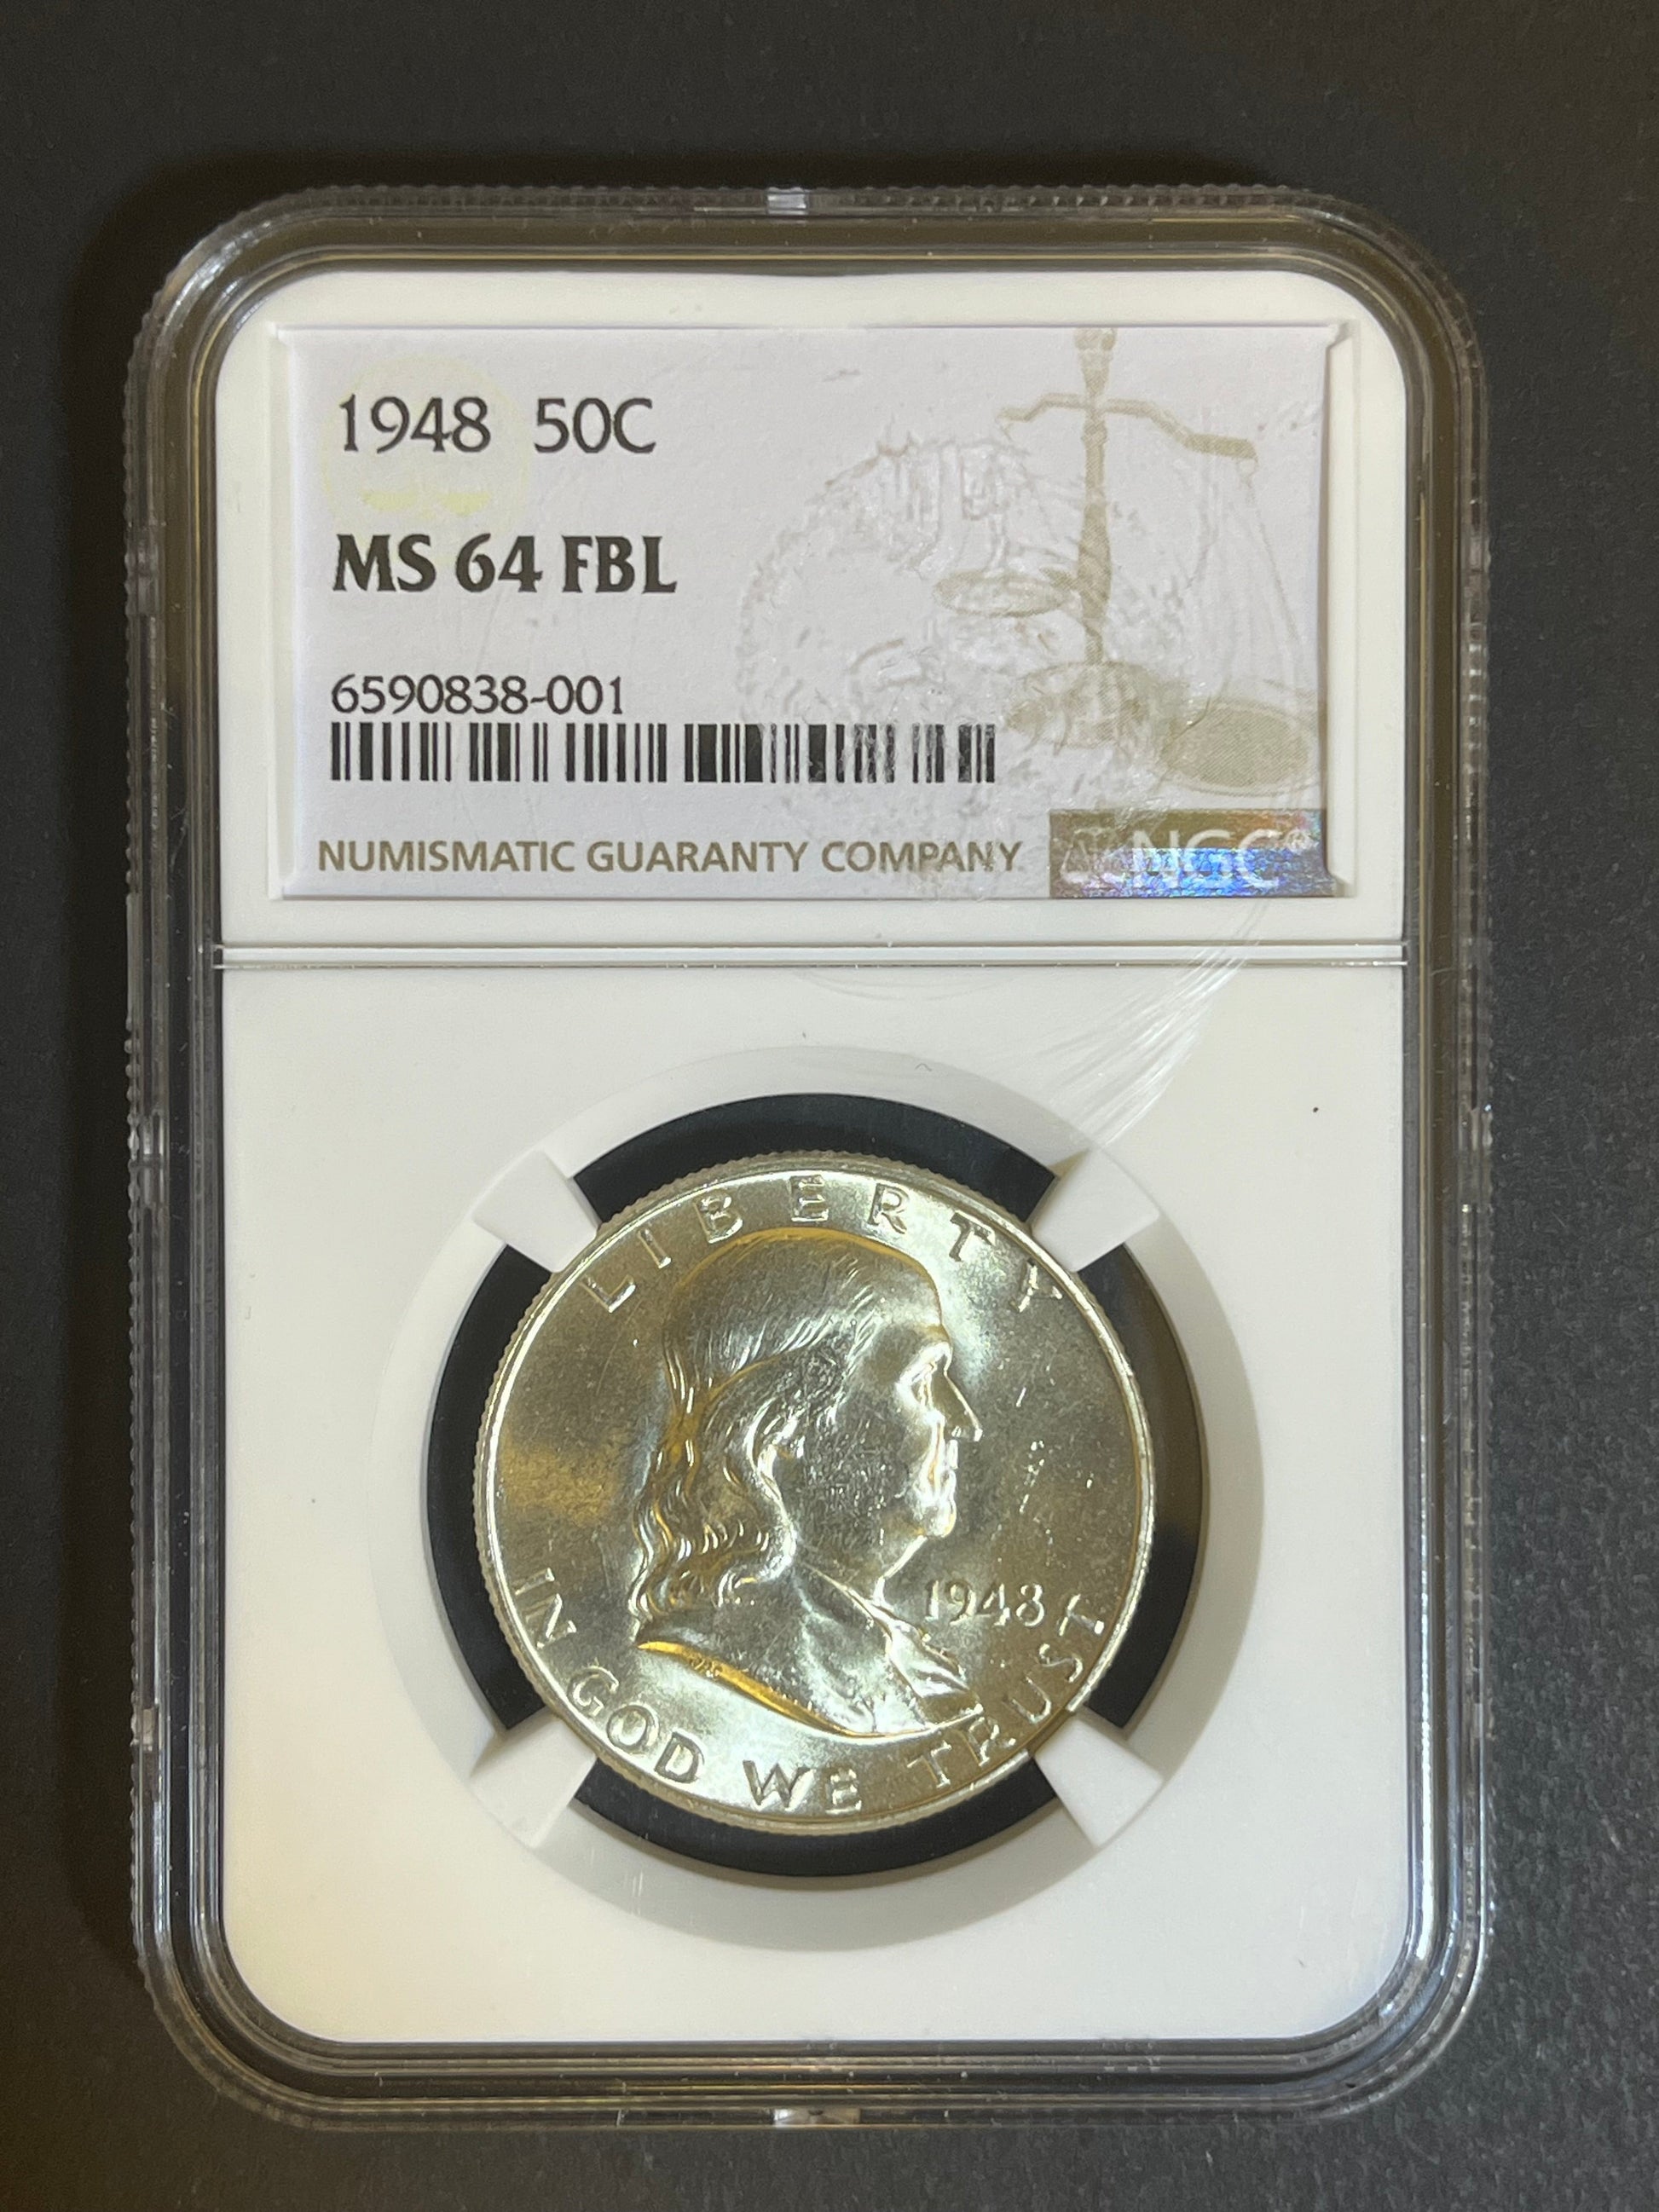 1948 50C
MS 64 FBL
6590838-001
NUMISMATIC GUARANTY COMPANY NGC®
LIBERTY
1948
IN GOD WE TRUST